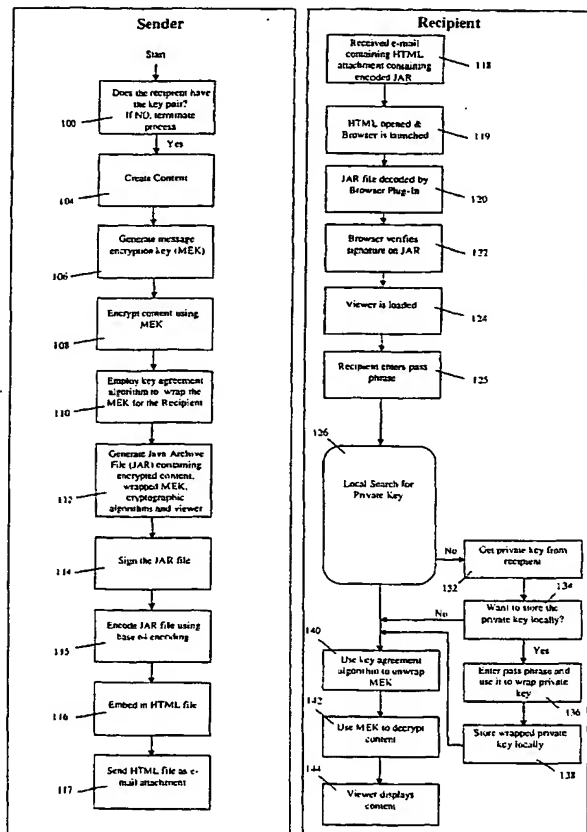 Sender
Start
Does the recipient have
the key pair?
If NO, terminate
process
100
Yes
Create Content
104
Generate message
encryption key (MEK)
106
Encrypt content using
MEK
108
Employ key agreement
algorithm to wrap the
MEK for the Recipient
110
Generate Java Archive
File (JAR) containing
encrypted content,
wrapped MEK,
cryptographic
algorithms and viewer
112
Sign the JAR file
114
Encode JAR file using
base 64 encoding
115
Embed in HTML file
116
Send HTML file as e-
mail attachment
117
Recipient
Received e-mail
containing HTML
attachment containing
encoded JAR
118
HTML opened &
Browser is launched
119
JAR file decoded by
Browser Plug-In
120
Browser verifies
signature on JAR
122
Viewer is loaded
124
Recipient enters pass
phrase
125
126
Local Search for
Private Key
No
Get private key from
recipient
132
134
Want to store the
private key locally?
No
Yes
Enter pass phrase and
use it to wrap private
key
136
Store wrapped private
key locally
138
140
Use key agreement
algorithm to unwrap
MEK
142
Use MEK to decrypt
content
144
Viewer displays
content